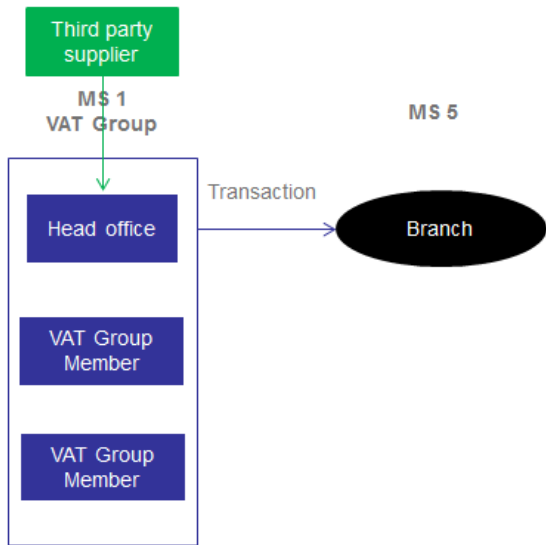 Third party
supplier
MS 1
VAT Group
MS 5
Head office
Transaction
Branch
VAT Group
Member
VAT Group
Member